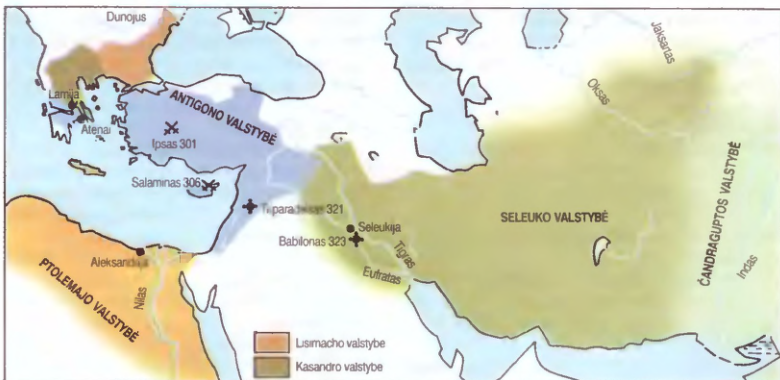 Dunojus
Jaksartas
Oksas
Lamija
Atėnai
ANTIGONO VALSTYBĖ
Ipsas 301
Salaminas 306
321
Seleukija
Babilonas 323
Tigras
Eufratas
SELEUKO VALSTYBĖ
ČANDRAGUPTOS VALSTYBĖ
Indas
Aleksandrija
PTOLEMAJO VALSTYBĖ
Nilas
Lisimacho valstybė
Kasandro valstybė